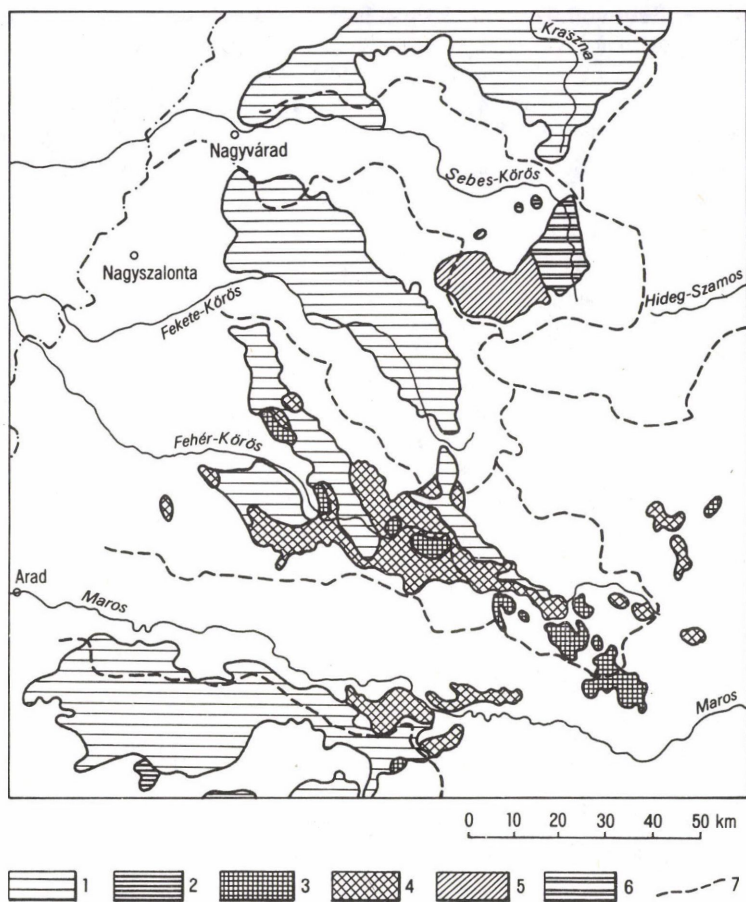 Kraszna
Nagyvárad
Sebes-Körös
Nagyszalonta
Hideg-Szamos
Fekete-Körös
Fehér-Körös
Arad
Maros
Maros
0 10 20 30 40 50 km
1 2 3 4 5 6 7